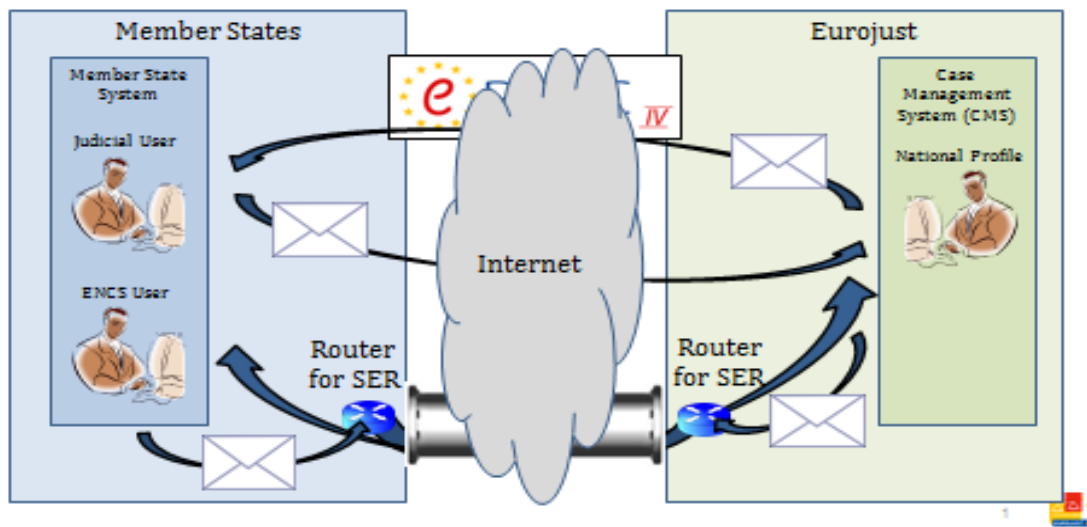 Member States
Eurojust
Member State
System
Judicial User
ENCS User
e
IV
Case
Management
System (CMS)
National Profile
Internet
Router
for SER
Router
for SER
1